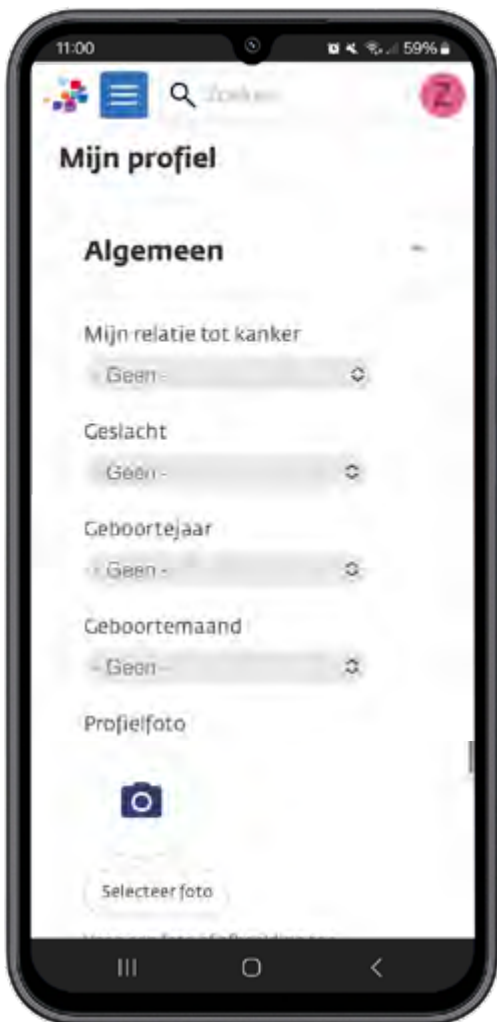 11:00 59%
Zoeken Z
Mijn profiel
Algemeen
Mijn relatie tot kanker
- Geen -
Geslacht
- Geen -
Geboortejaar
- Geen -
Geboortemaand
- Geen -
Profielfoto
Selecteer foto